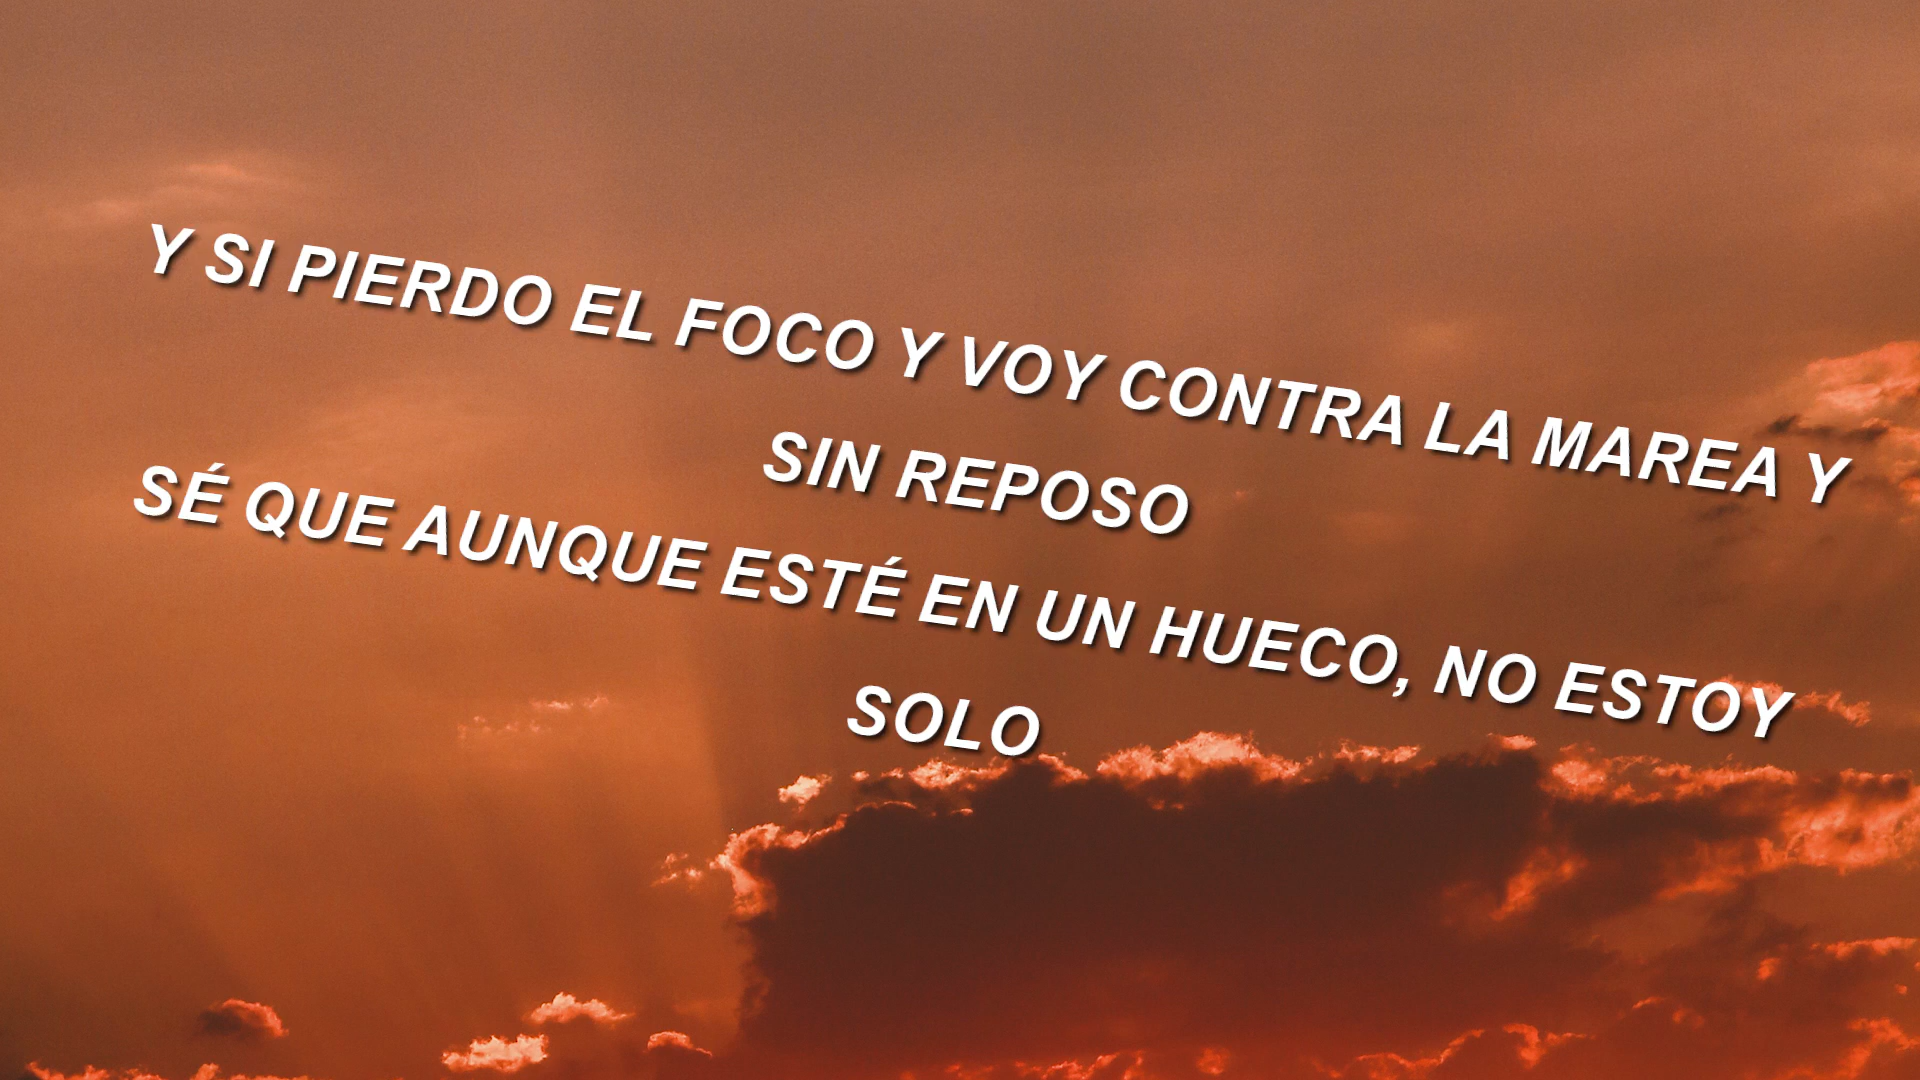 Y SI PIERDO EL FOCO Y VOY CONTRA LA MAREA Y
SIN REPOSO
SÉ QUE AUNQUE ESTÉ EN UN HUECO, NO ESTOY
SOLO